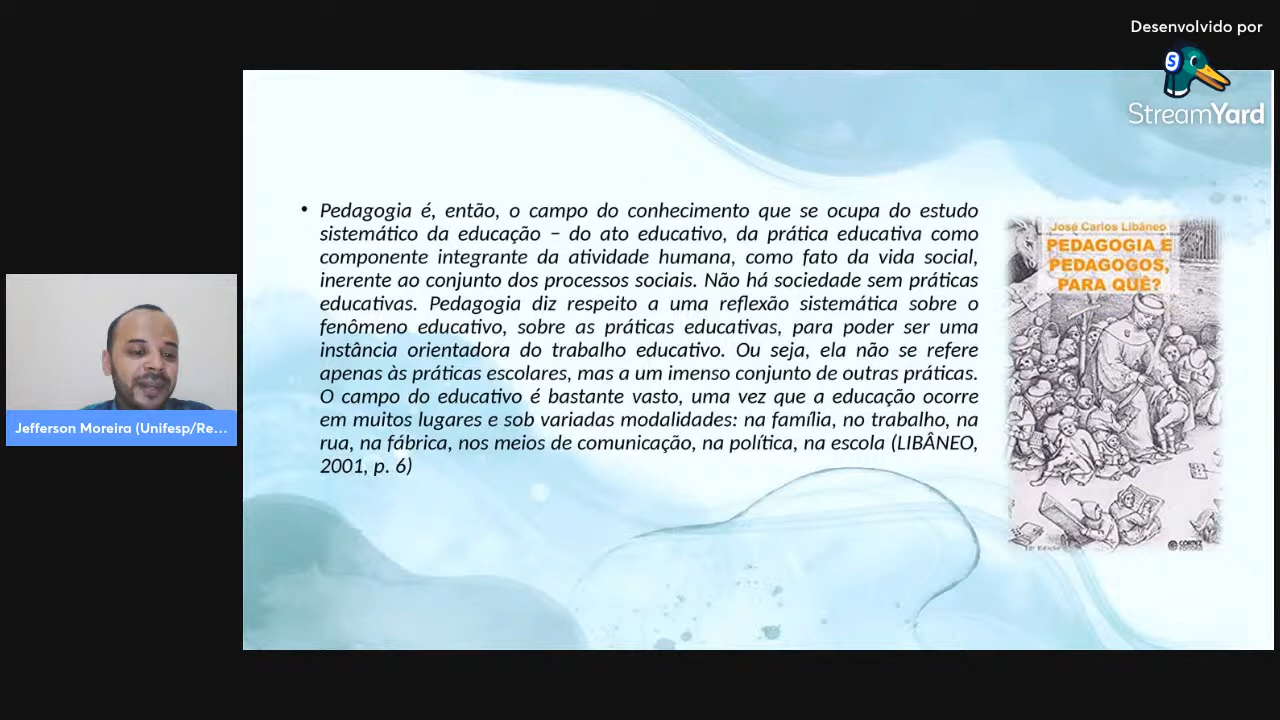 Desenvolvido por
StreamYard
Pedagogia é, então, o campo do conhecimento que se ocupa do estudo
sistemático da educação – do ato educativo, da prática educativa como
componente integrante da atividade humana, como fato da vida social,
inerente ao conjunto dos processos sociais. Não há sociedade sem práticas
educativas. Pedagogia diz respeito a uma reflexão sistemática sobre o
fenômeno educativo, sobre as práticas educativas, para poder ser uma
instância orientadora do trabalho educativo. Ou seja, ela não se refere
apenas às práticas escolares, mas a um imenso conjunto de outras práticas.
O campo do educativo é bastante vasto, uma vez que a educação ocorre
em muitos lugares e sob variadas modalidades: na família, no trabalho, na
rua, na fábrica, nos meios de comunicação, na política, na escola (LIBÂNEO,
2001, p. 6)
José Carlos Libâneo
PEDAGOGIA E
PEDAGOGOS,
PARA QUÊ?
Edição
CORTEZ
EDITORA
Jefferson Moreira (Unifesp/Re...